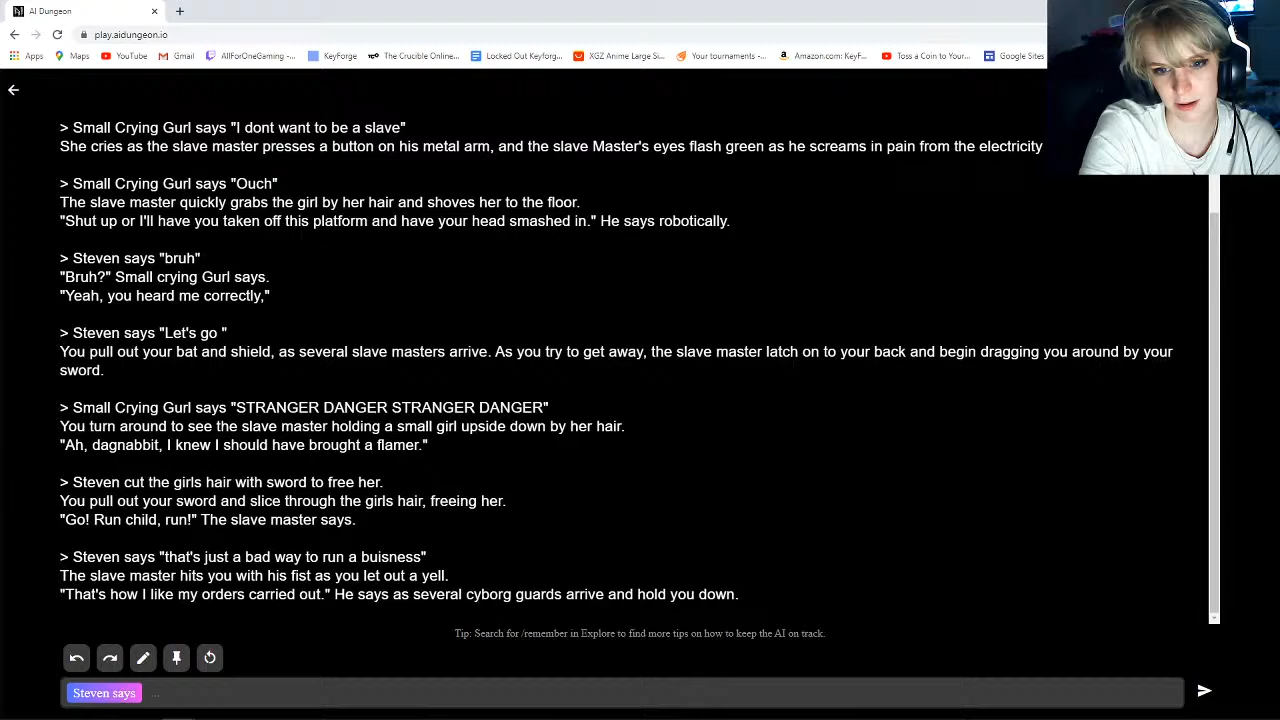 AI Dungeon
play.aidungeon.io
Apps Maps YouTube Gmail AllForOneGaming -... KeyForge The Crucible Online... Locked Out Keyforg... XGZ Anime Large Si... Your tournaments -... Amazon.com: KeyF... Toss a Coin to Your... Google Sites
> Small Crying Gurl says "I dont want to be a slave"
She cries as the slave master presses a button on his metal arm, and the slave Master's eyes flash green as he screams in pain from the electricity
> Small Crying Gurl says "Ouch"
The slave master quickly grabs the girl by her hair and shoves her to the floor.
"Shut up or I'll have you taken off this platform and have your head smashed in." He says robotically.
> Steven says "bruh"
"Bruh?" Small crying Gurl says.
"Yeah, you heard me correctly,"
> Steven says "Let's go "
You pull out your bat and shield, as several slave masters arrive. As you try to get away, the slave master latch on to your back and begin dragging you around by your
sword.
> Small Crying Gurl says "STRANGER DANGER STRANGER DANGER"
You turn around to see the slave master holding a small girl upside down by her hair.
"Ah, dagnabbit, I knew I should have brought a flamer."
> Steven cut the girls hair with sword to free her.
You pull out your sword and slice through the girls hair, freeing her.
"Go! Run child, run!" The slave master says.
> Steven says "that's just a bad way to run a buisness"
The slave master hits you with his fist as you let out a yell.
"That's how I like my orders carried out." He says as several cyborg guards arrive and hold you down.
Tip: Search for /remember in Explore to find more tips on how to keep the AI on track.
Steven says ...